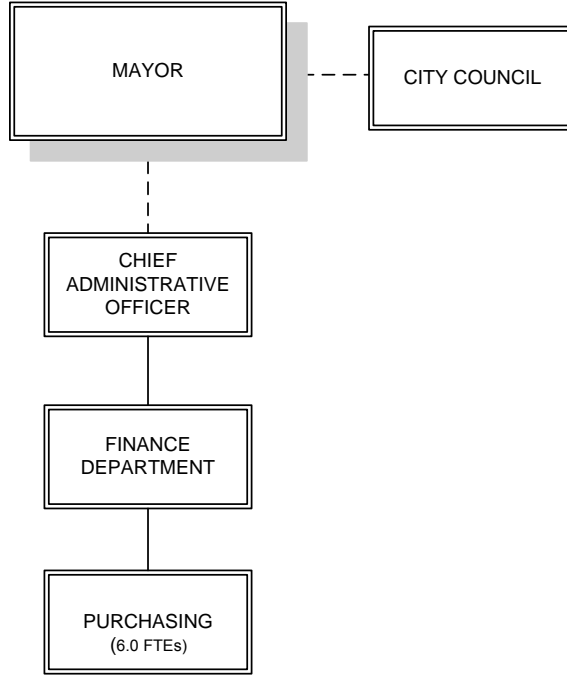 MAYOR
CITY COUNCIL
CHIEF
ADMINISTRATIVE
OFFICER
FINANCE
DEPARTMENT
PURCHASING
(6.0 FTEs)